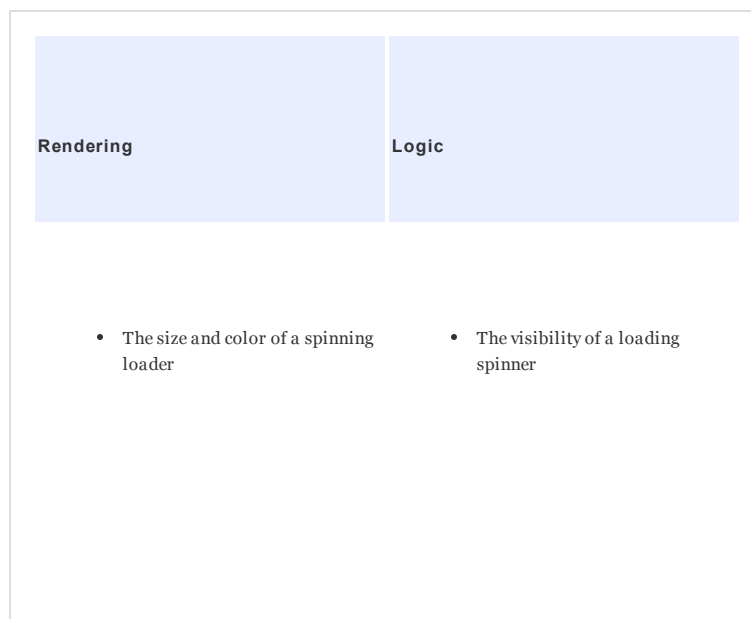 Rendering
Logic
• The size and color of a spinning
loader
• The visibility of a loading
spinner